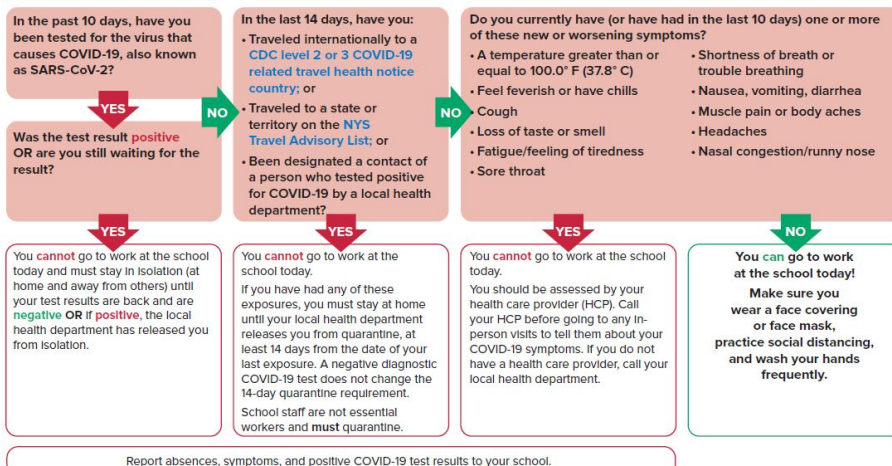 In the past 10 days, have you
been tested for the virus that
causes COVID-19, also known
as SARS-CoV-2?
YES
Was the test result positive
OR are you still waiting for the
result?
NO
In the last 14 days, have you:
• Traveled internationally to a
CDC level 2 or 3 COVID-19
related travel health notice
country; or
• Traveled to a state or
territory on the NYS
Travel Advisory List; or
• Been designated a contact of
a person who tested positive
for COVID-19 by a local health
department?
NO
Do you currently have (or have had in the last 10 days) one or more
of these new or worsening symptoms?
• A temperature greater than or
equal to 100.0° F (37.8° C)
• Feel feverish or have chills
• Cough
• Loss of taste or smell
• Fatigue/feeling of tiredness
• Sore throat
• Shortness of breath or
trouble breathing
• Nausea, vomiting, diarrhea
• Muscle pain or body aches
• Headaches
• Nasal congestion/runny nose
YES
You cannot go to work at the school
today and must stay in isolation (at
home and away from others) until
your test results are back and are
negative OR if positive, the local
health department has released you
from isolation.
YES
You cannot go to work at the
school today.
If you have had any of these
exposures, you must stay at home
until your local health department
releases you from quarantine, at
least 14 days from the date of your
last exposure. A negative diagnostic
COVID-19 test does not change the
14-day quarantine requirement.
School staff are not essential
workers and must quarantine.
YES
You cannot go to work at the school
today.
You should be assessed by your
health care provider (HCP). Call
your HCP before going to any in-
person visits to tell them about your
COVID-19 symptoms. If you do not
have a health care provider, call your
local health department.
NO
You can go to work
at the school today!
Make sure you
wear a face covering
or face mask,
practice social distancing,
and wash your hands
frequently.
Report absences, symptoms, and positive COVID-19 test results to your school.